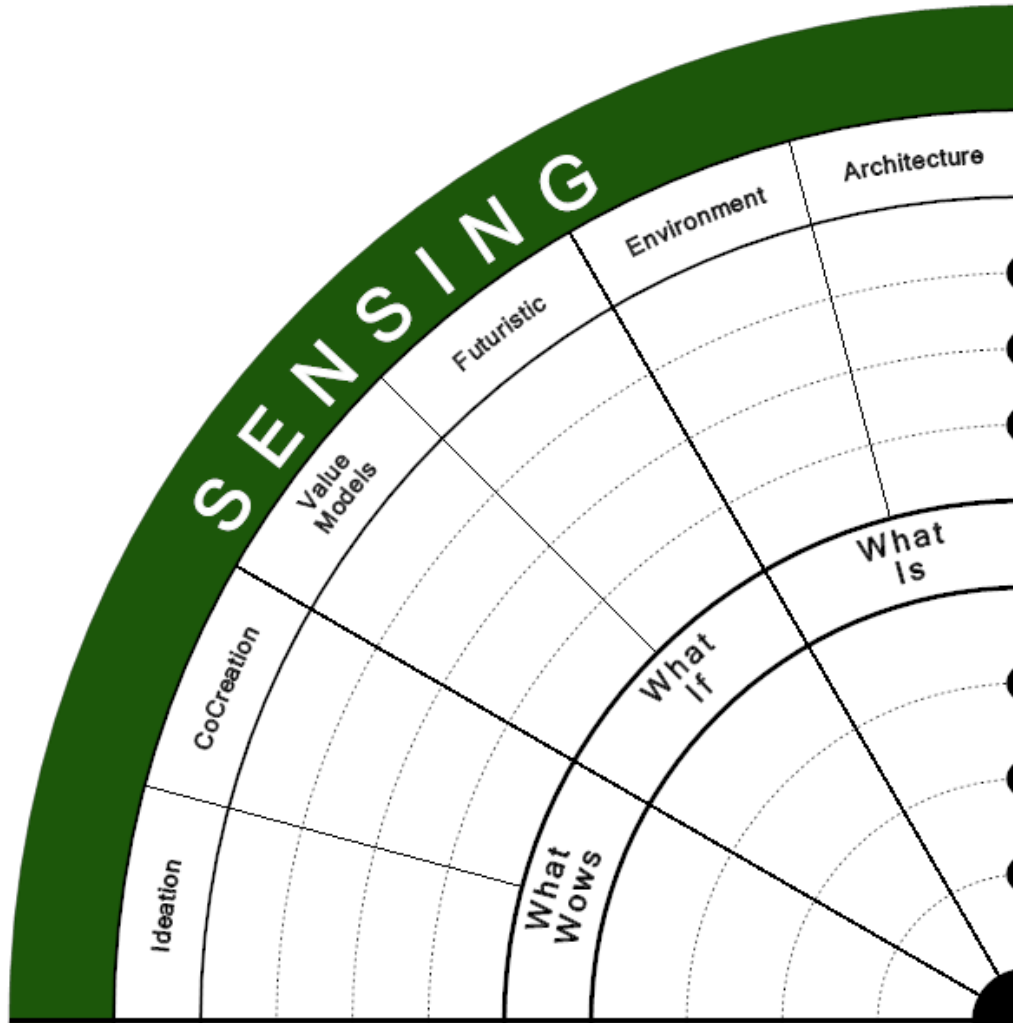 SENSING
Architecture
Environment
Futuristic
Value
Models
CoCreation
Ideation
What
Is
What
If
What
Wows